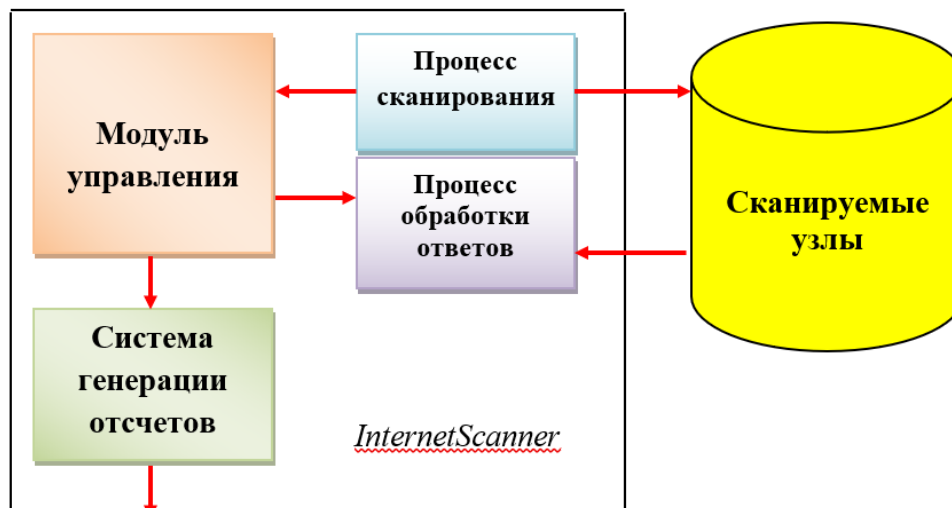 Модуль
управления
Процесс
сканирования
Процесс
обработки
ответов
Сканируемые
узлы
Система
генерации
отсчетов
InternetScanner